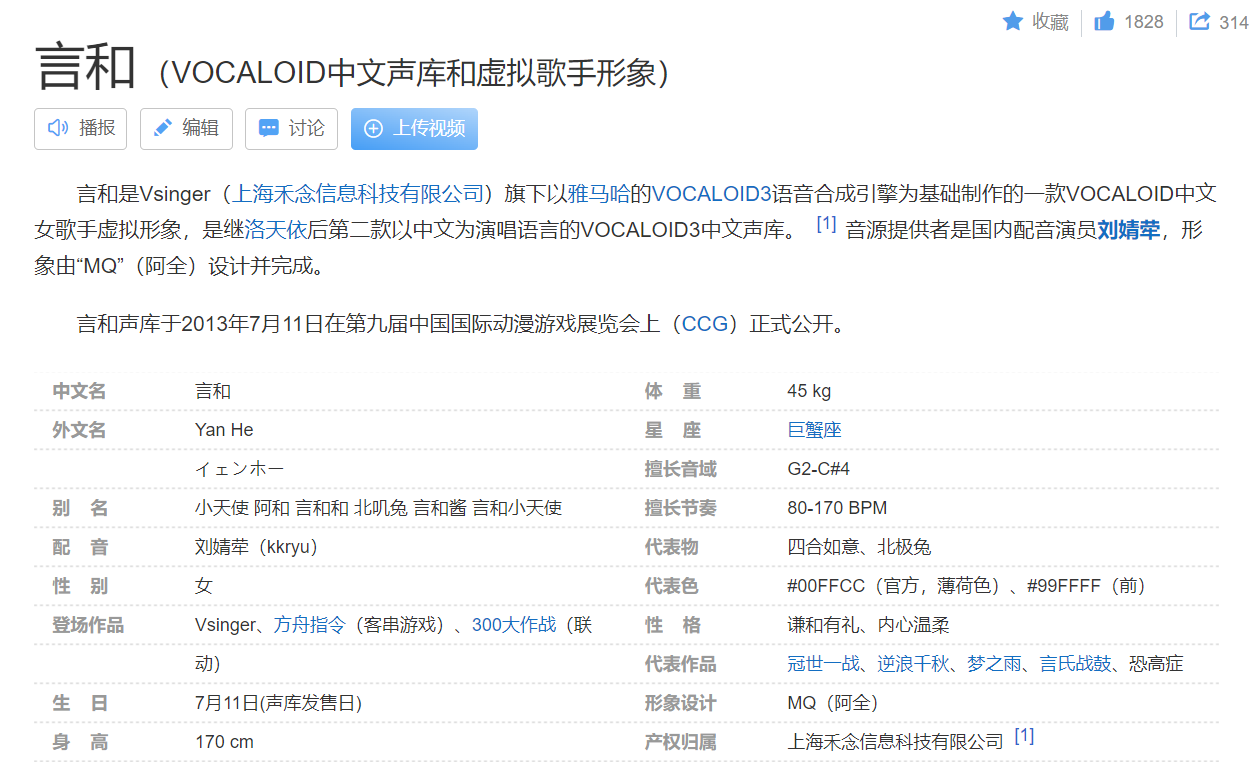 收藏 1828 314
言和（VOCALOID中文声库和虚拟歌手形象）
播报 编辑 讨论 上传视频
言和是Vsinger（上海禾念信息科技有限公司）旗下以雅马哈的VOCALOID3语音合成引擎为基础制作的一款VOCALOID中文
女歌手虚拟形象，是继洛天依后第二款以中文为演唱语言的VOCALOID3中文声库。 [1] 音源提供者是国内配音演员刘婧荦，形
象由“MQ”（阿全）设计并完成。
言和声库于2013年7月11日在第九届中国国际动漫游戏展览会上（CCG）正式公开。
中文名 言和
外文名 Yan He
イェンホー
别 名 小天使 阿和 言和和 北叽兔 言和酱 言和小天使
配 音 刘婧荦（kkryu）
性 别 女
登场作品 Vsinger、方舟指令（客串游戏）、300大作战（联
动）
生 日 7月11日(声库发售日)
身 高 170 cm
体 重 45 kg
星 座 巨蟹座
擅长音域 G2-C#4
擅长节奏 80-170 BPM
代表物 四合如意、北极兔
代表色 #00FFCC（官方，薄荷色）、#99FFFF（前）
性 格 谦和有礼、内心温柔
代表作品 冠世一战、逆浪千秋、梦之雨、言氏战鼓、恐高症
形象设计 MQ（阿全）
产权归属 上海禾念信息科技有限公司 [1]